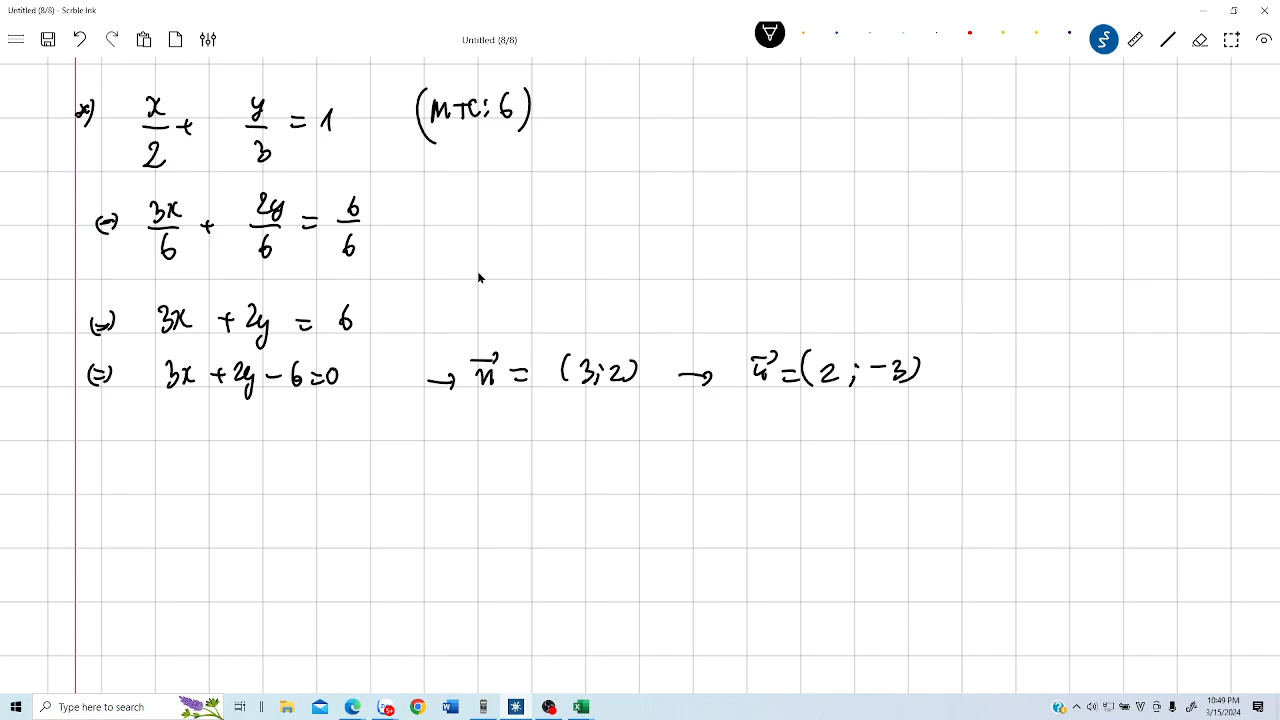 Untitled (8/8) - Scrble Ink
Untitled (8/8)
*) x/2 + y/3 = 1 (MTC: 6)
(=) 3x/6 + 2y/6 = 6/6
(=) 3x + 2y = 6
(=) 3x + 2y - 6 = 0 → n⃗ = (3; 2) → u⃗ = (2; -3)
Type here to search
10:49 PM
3/15/2024